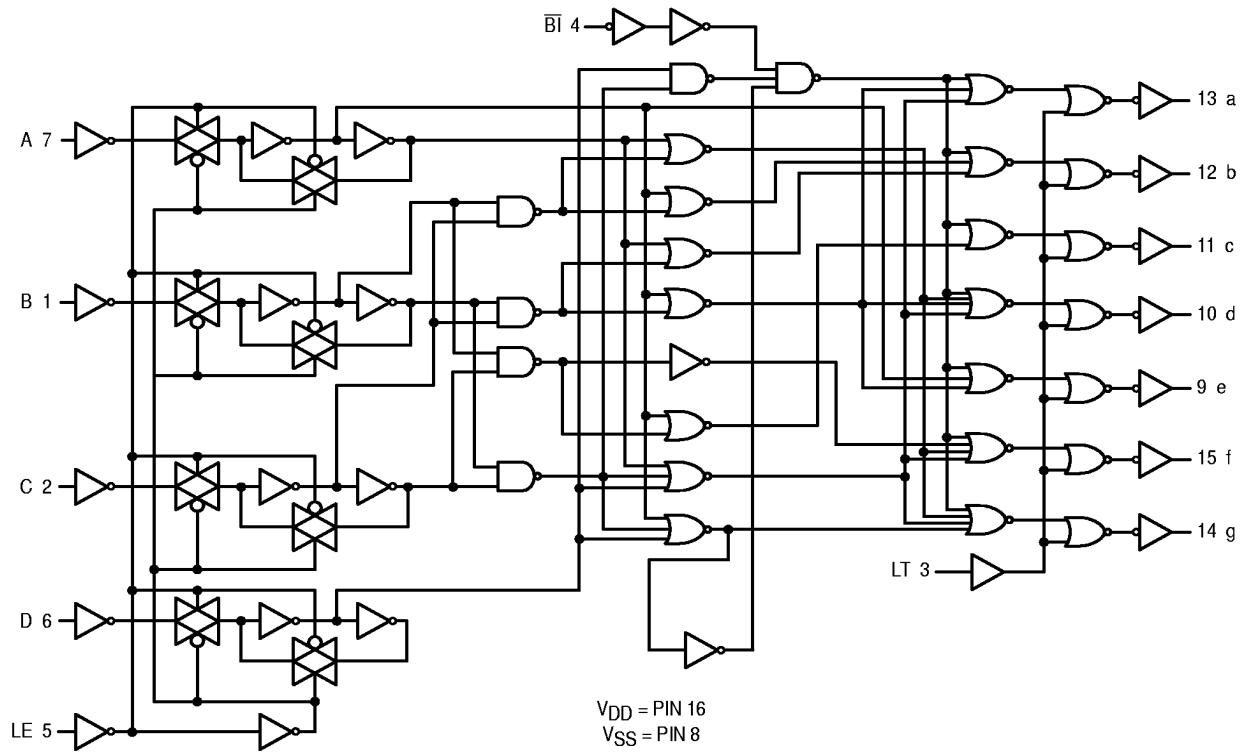 B̅I̅ 4
A 7
13 a
12 b
11 c
B 1
10 d
9 e
15 f
C 2
14 g
LT 3
D 6
LE 5
VDD = PIN 16
VSS = PIN 8